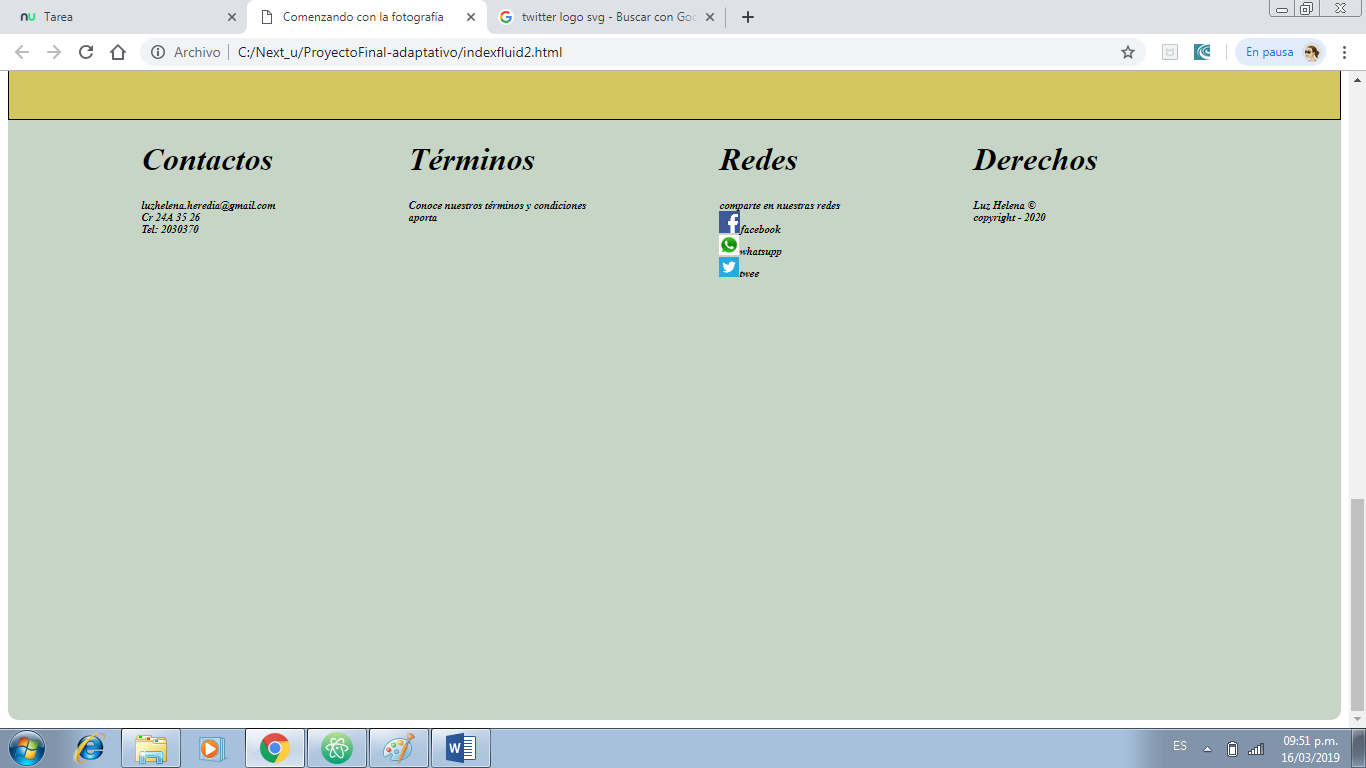 nu Tarea
Comenzando con la fotografía
twitter logo svg - Buscar con Goo
Archivo C:/Next_u/ProyectoFinal-adaptativo/indexfluid2.html
En pausa
Contactos
luzhelena.heredia@gmail.com
Cr 24A 35 26
Tel: 2030370
Términos
Conoce nuestros términos y condiciones
aporta
Redes
comparte en nuestras redes
facebook
whatsupp
twee
Derechos
Luz Helena ©
copyright - 2020
ES
09:51 p.m.
16/03/2019